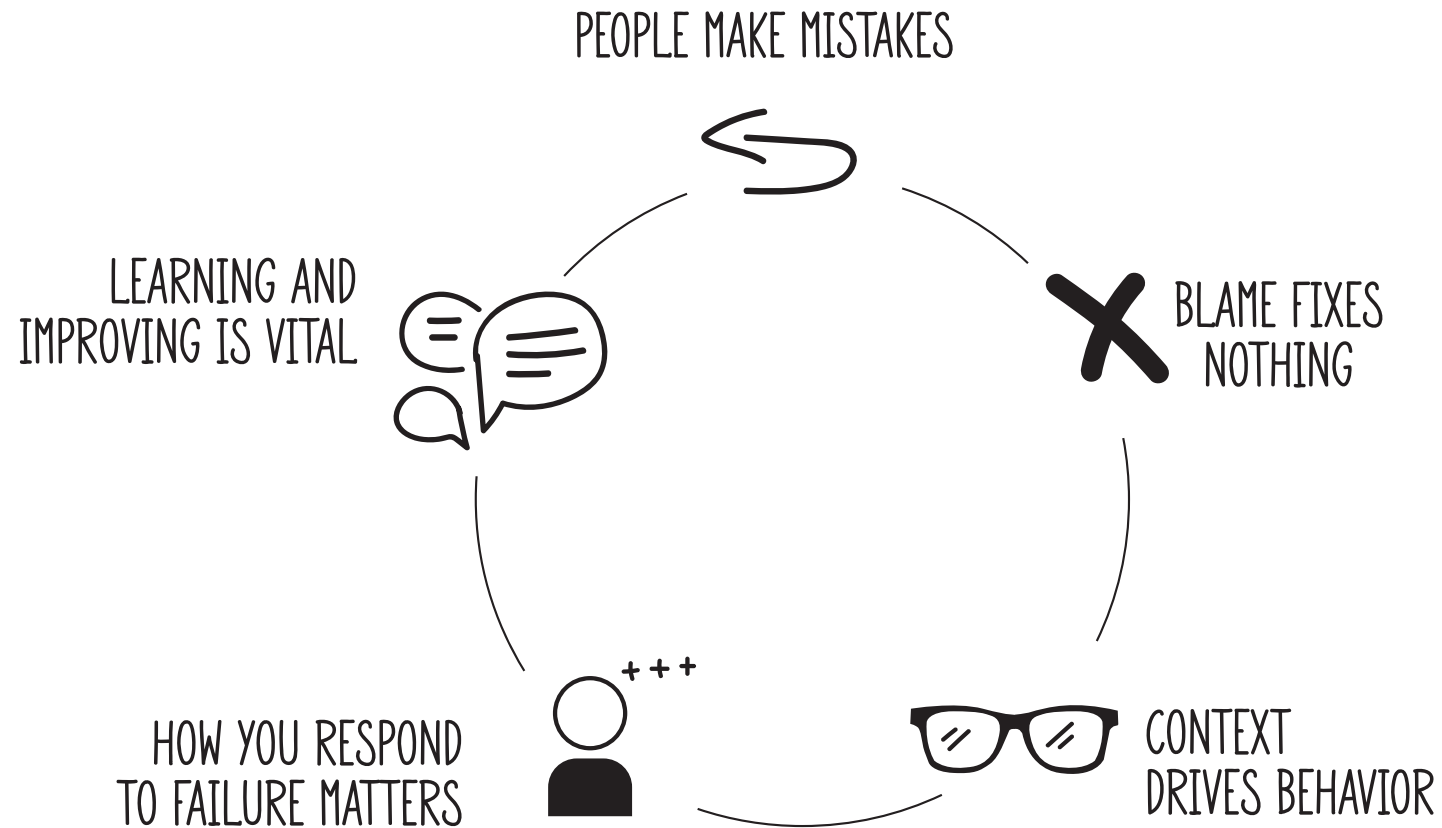 PEOPLE MAKE MISTAKES
BLAME FIXES
NOTHING
CONTEXT
DRIVES BEHAVIOR
HOW YOU RESPOND
TO FAILURE MATTERS
LEARNING AND
IMPROVING IS VITAL